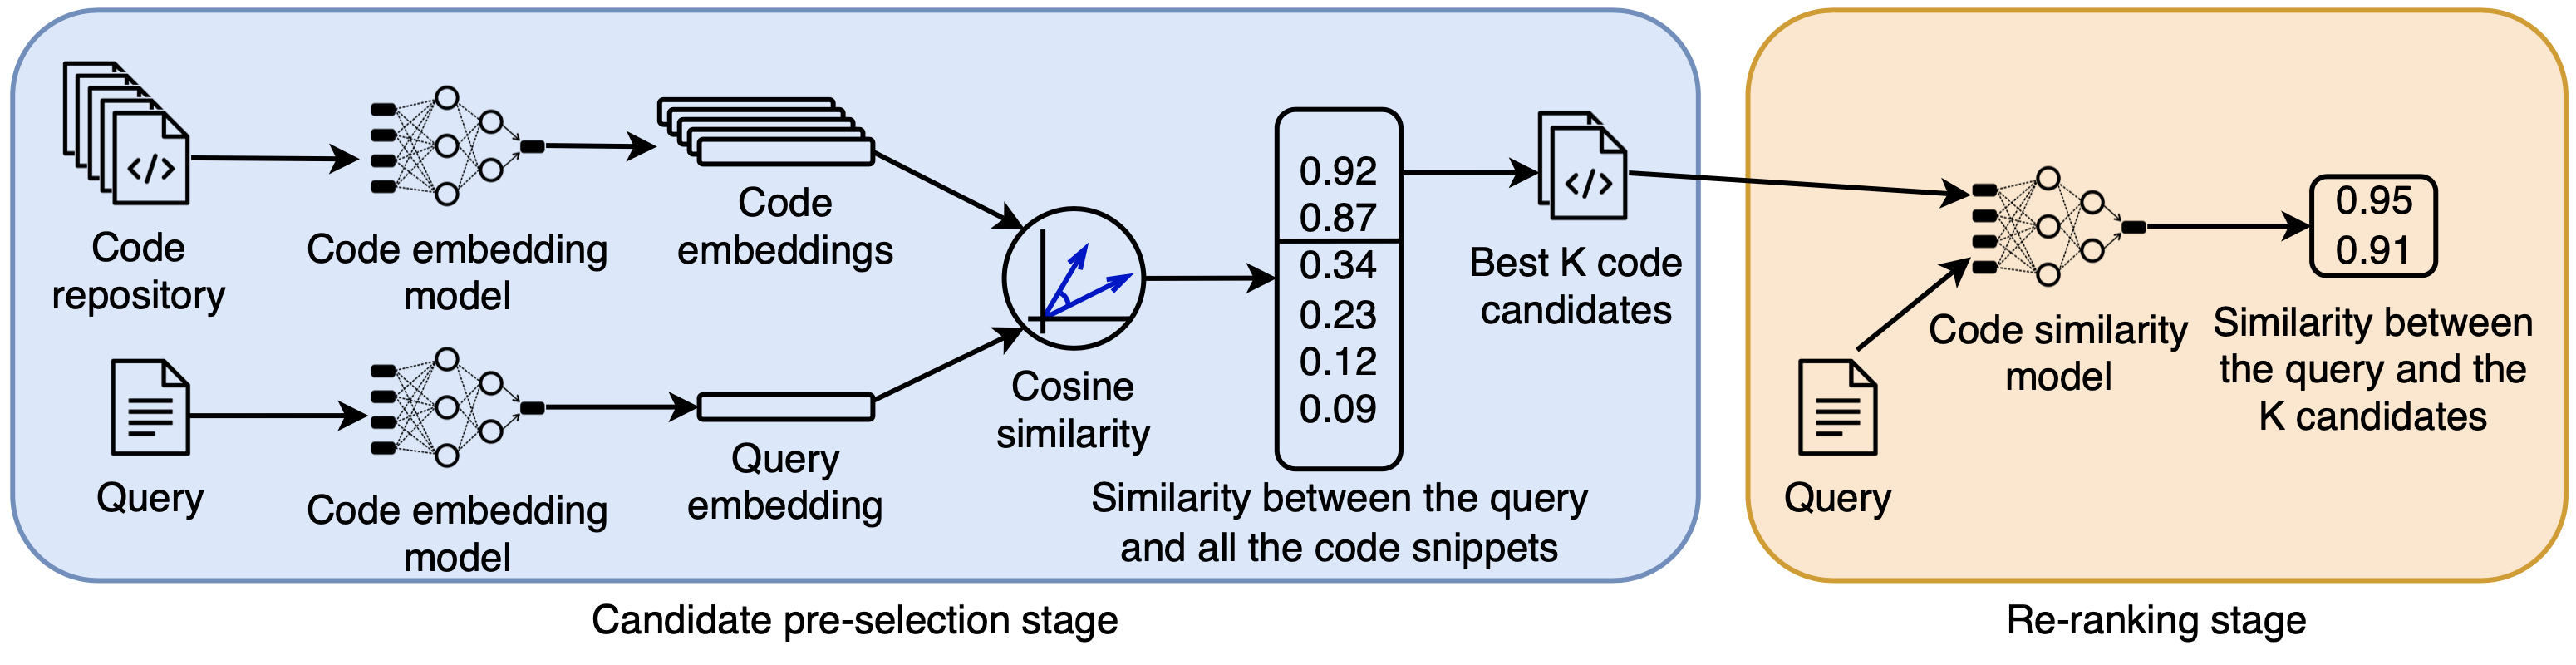 </>
Code
repository
Code embedding
model
Code
embeddings
Query
Code embedding
model
Query
embedding
Cosine
similarity
0.92
0.87
0.34
0.23
0.12
0.09
Similarity between the query
and all the code snippets
</>
Best K code
candidates
Candidate pre-selection stage
Query
Code similarity
model
0.95
0.91
Similarity between
the query and the
K candidates
Re-ranking stage